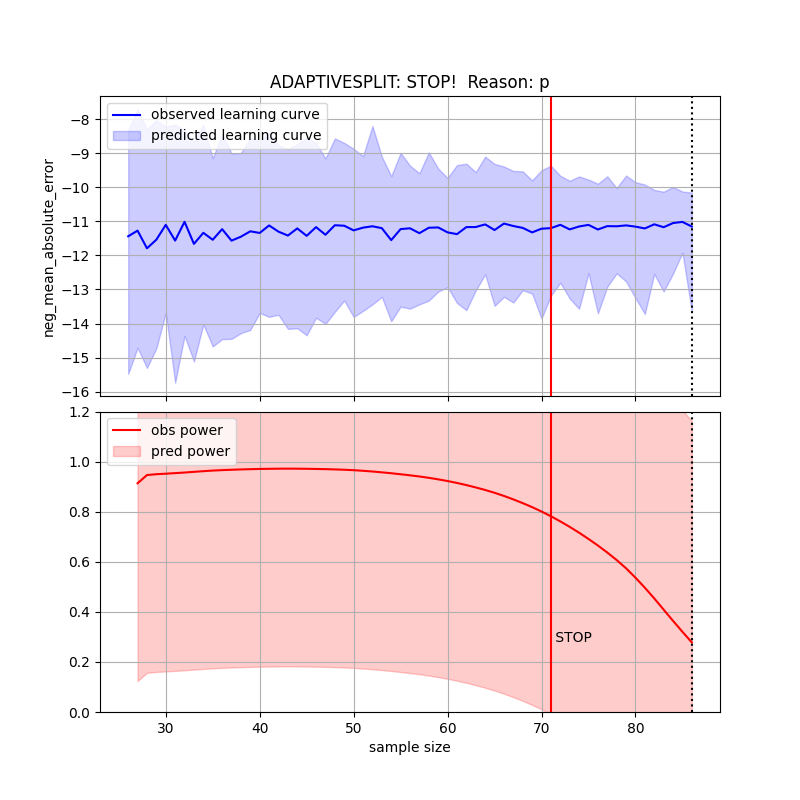 ADAPTIVESPLIT: STOP!  Reason: p
observed learning curve
predicted learning curve
neg_mean_absolute_error
−8
−9
−10
−11
−12
−13
−14
−15
−16
obs power
pred power
1.2
1.0
0.8
0.6
0.4
0.2
0.0
STOP
30 40 50 60 70 80
sample size